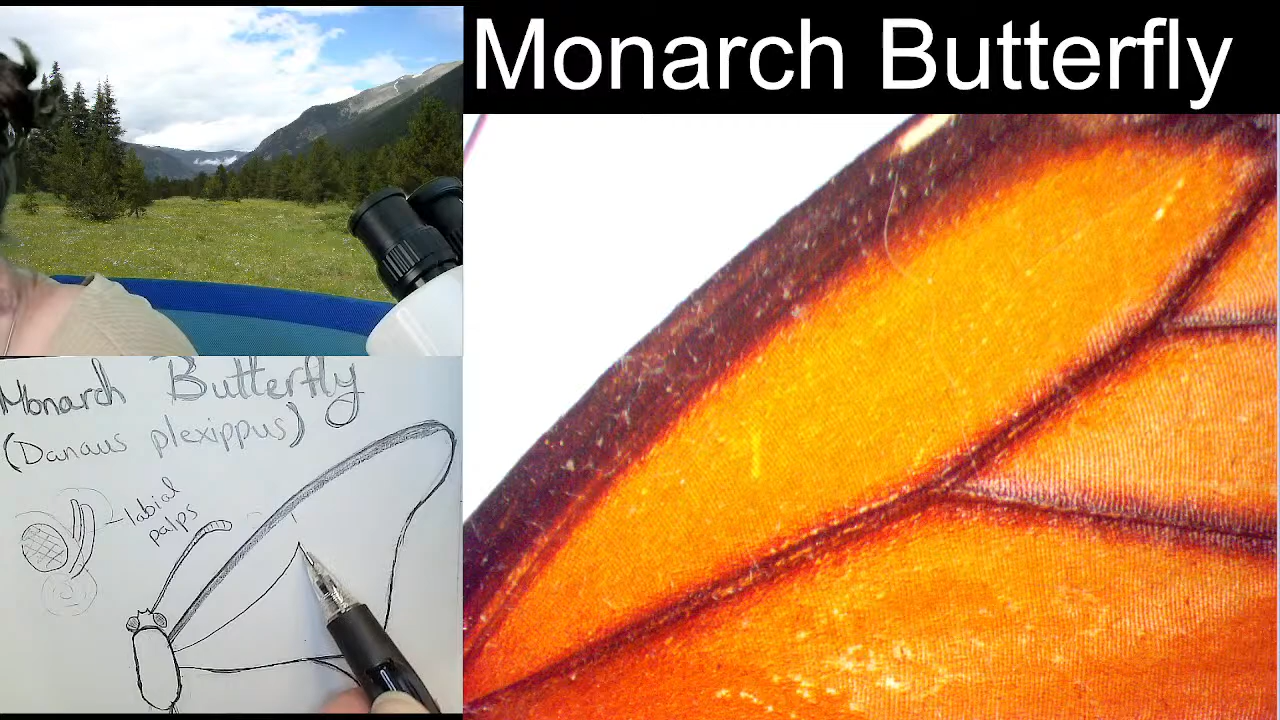 Monarch Butterfly
Monarch Butterfly
(Danaus plexippus)
labial
palps